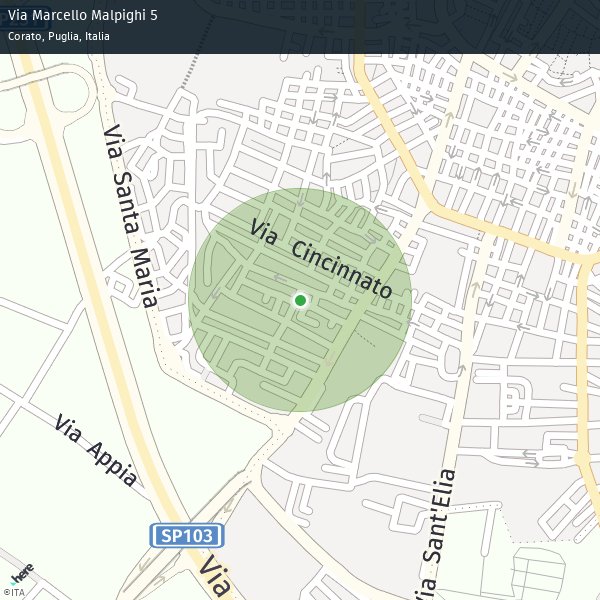 Via Marcello Malpighi 5
Corato, Puglia, Italia
Via Santa Maria
Via Cincinnato
Via Appia
SP103
Via
Via Sant'Elia
here
©ITA